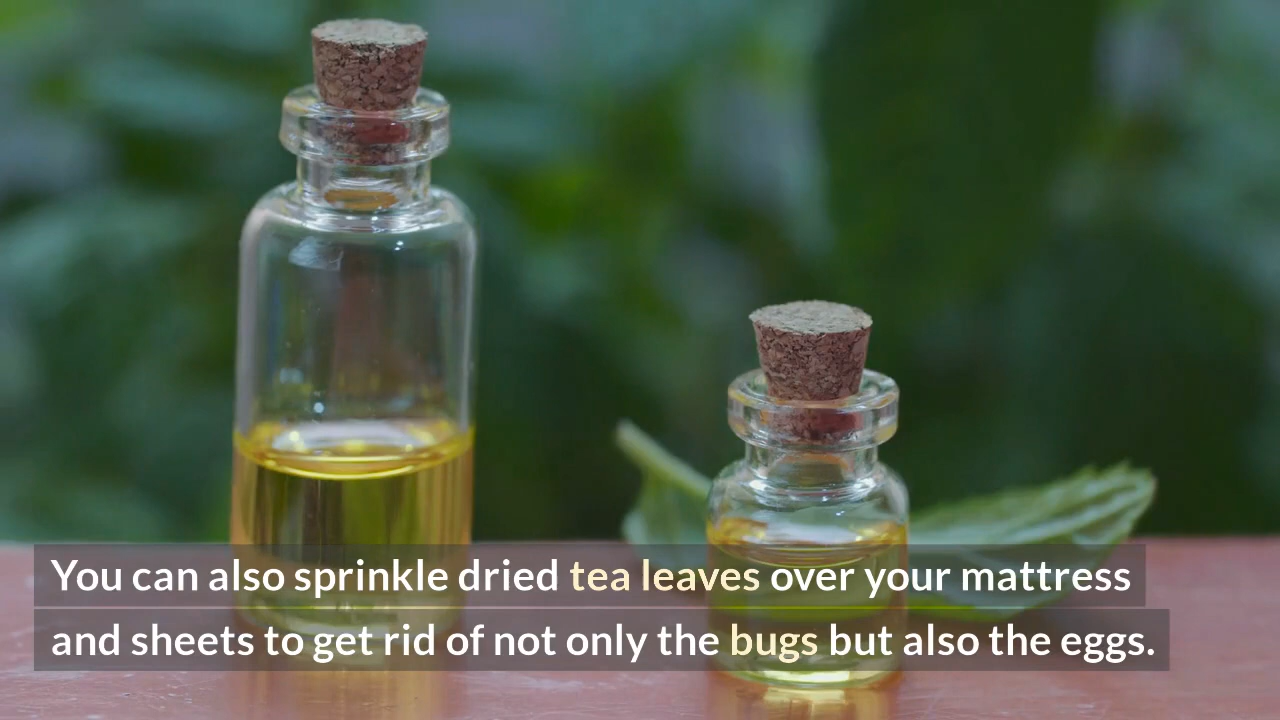 You can also sprinkle dried tea leaves over your mattress
and sheets to get rid of not only the bugs but also the eggs.